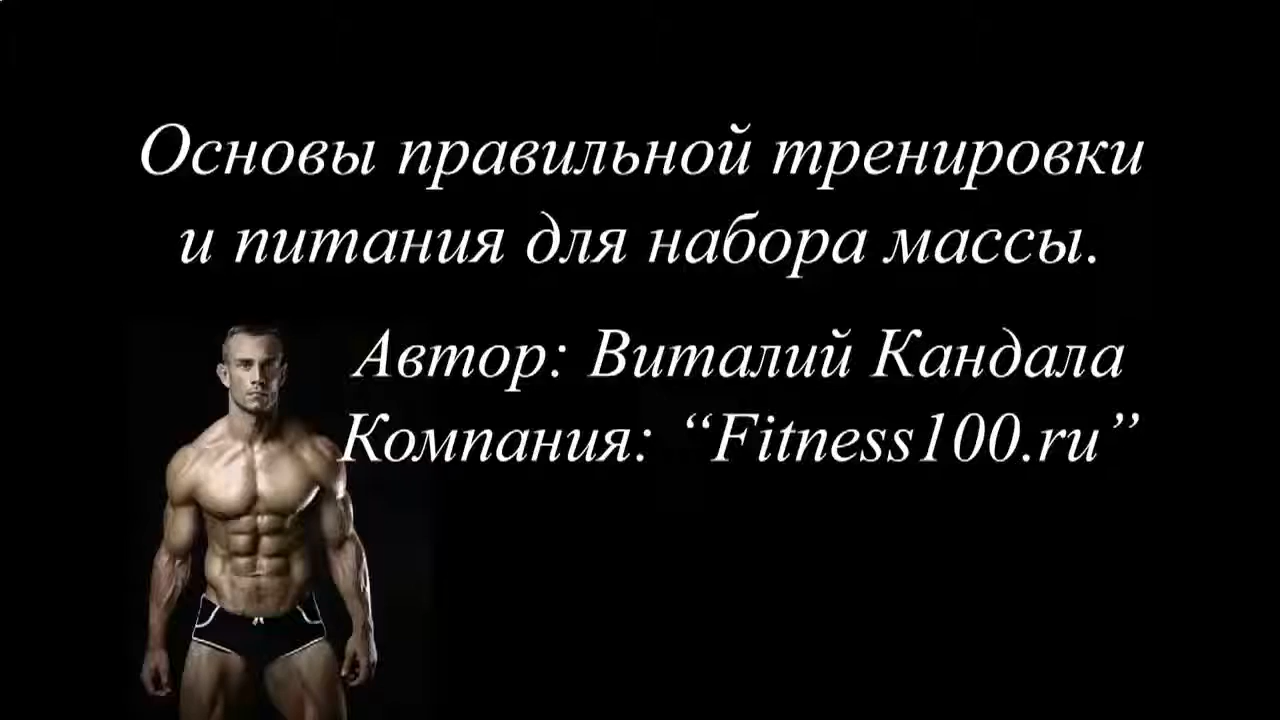 Основы правильной тренировки
и питания для набора массы.
Автор: Виталий Кандала
Компания: “Fitness100.ru”